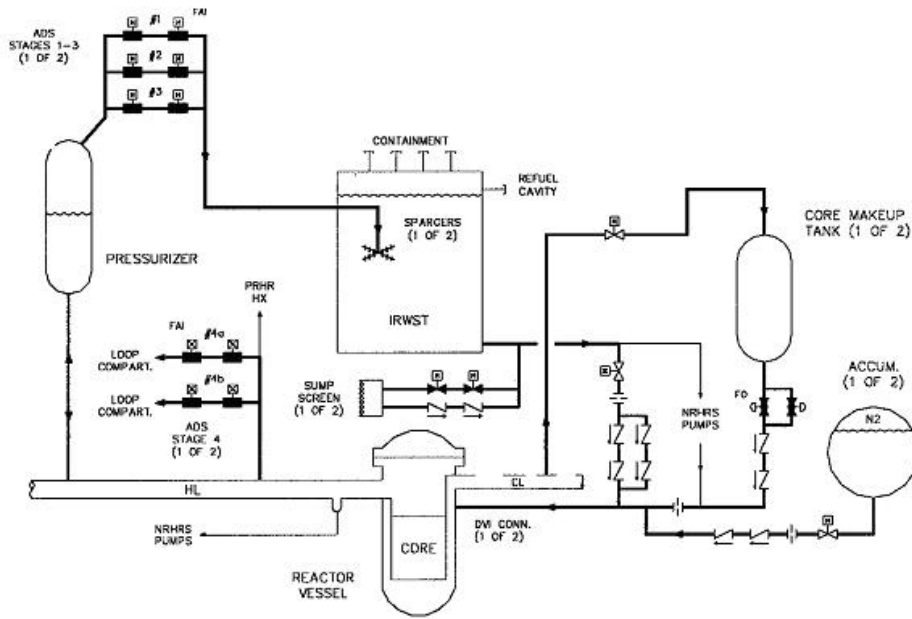 ADS
STAGES 1-3
(1 OF 2)
#1
FAI
M
M
#2
M
M
#3
M
M
CONTAINMENT
REFUEL
CAVITY
SPARGERS
(1 OF 2)
IRWST
PRESSURIZER
PRHR
HX
FAI
#4a
LOOP
COMPART.
#4b
LOOP
COMPART.
ADS
STAGE 4
(1 OF 2)
SUMP
SCREEN
(1 OF 2)
M
M
M
M
CORE MAKEUP
TANK (1 OF 2)
NRHRS
PUMPS
FO
ACCUM.
(1 OF 2)
N2
M
HL
CL
NRHRS
PUMPS
CORE
DVI CONN.
(1 OF 2)
REACTOR
VESSEL